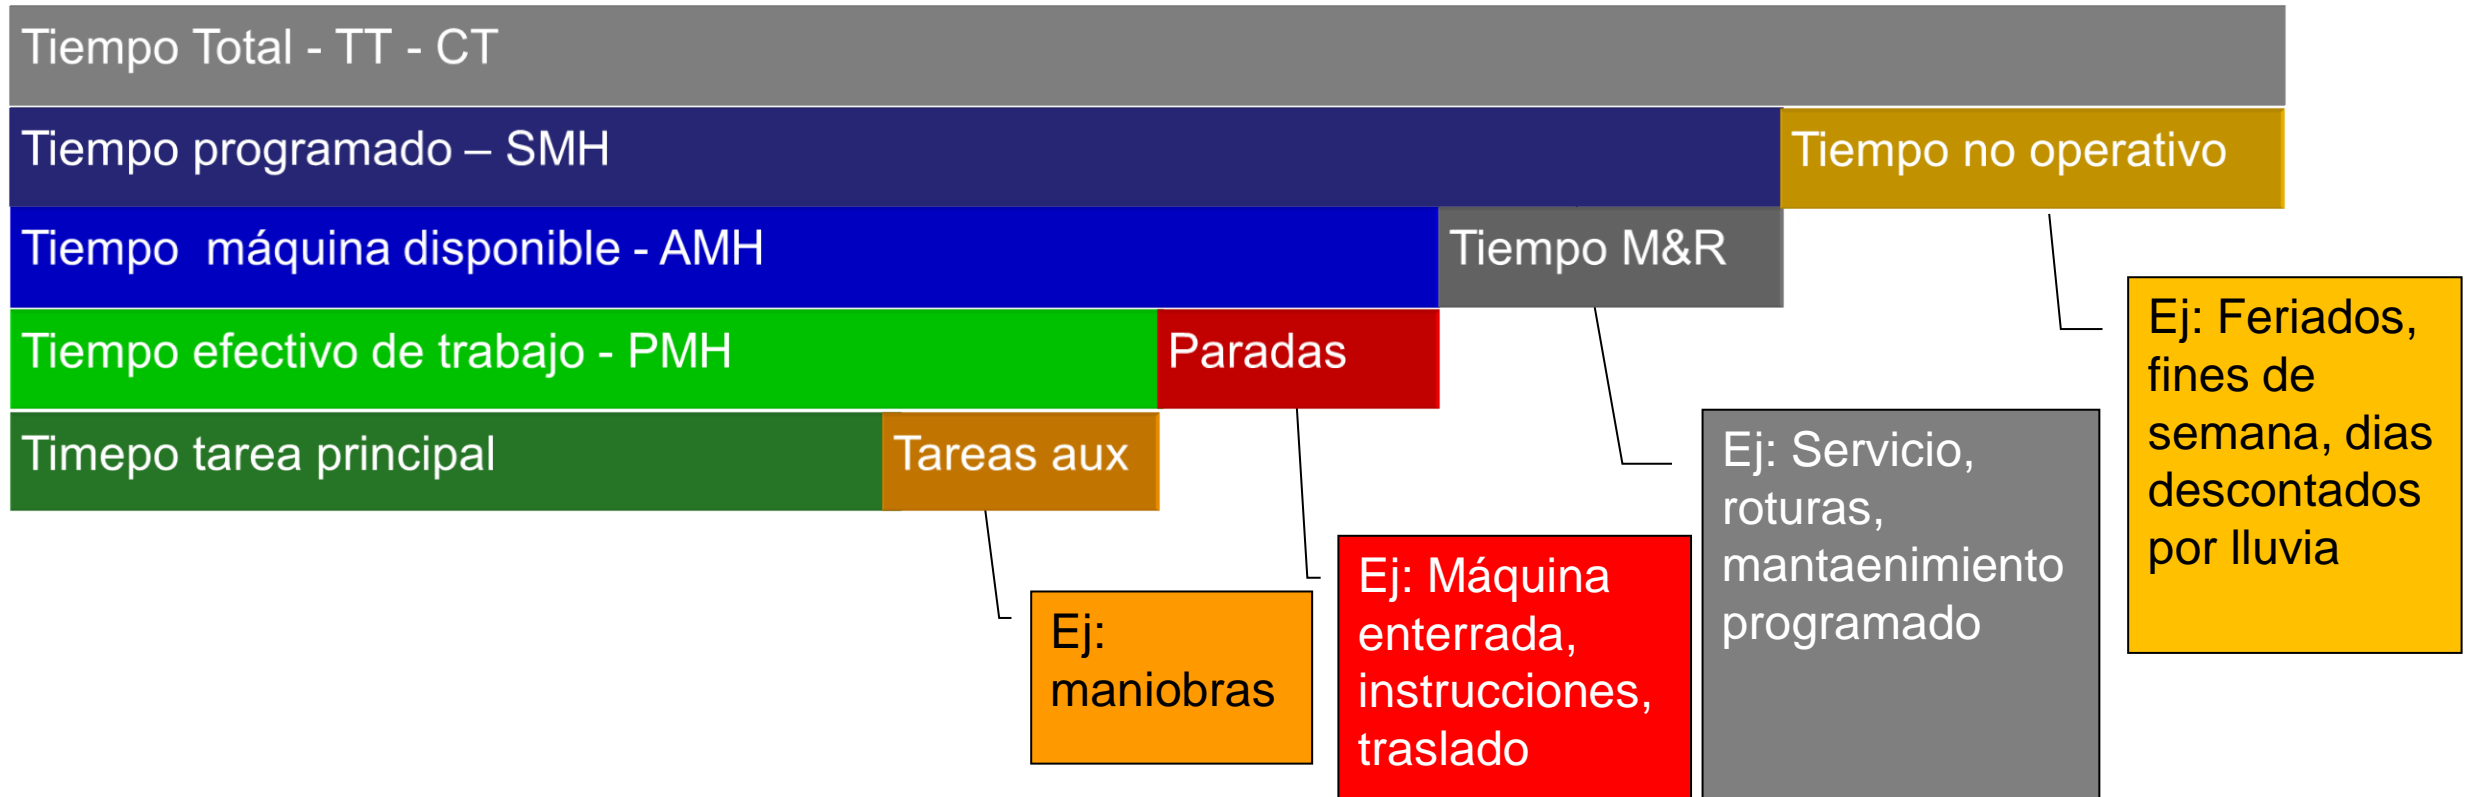 Tiempo Total - TT - CT
Tiempo programado – SMH
Tiempo no operativo
Tiempo máquina disponible - AMH
Tiempo M&R
Tiempo efectivo de trabajo - PMH
Paradas
Timepo tarea principal
Tareas aux
Ej:
maniobras
Ej: Máquina
enterrada,
instrucciones,
traslado
Ej: Servicio,
roturas,
mantaenimiento
programado
Ej: Feriados,
fines de
semana, dias
descontados
por lluvia